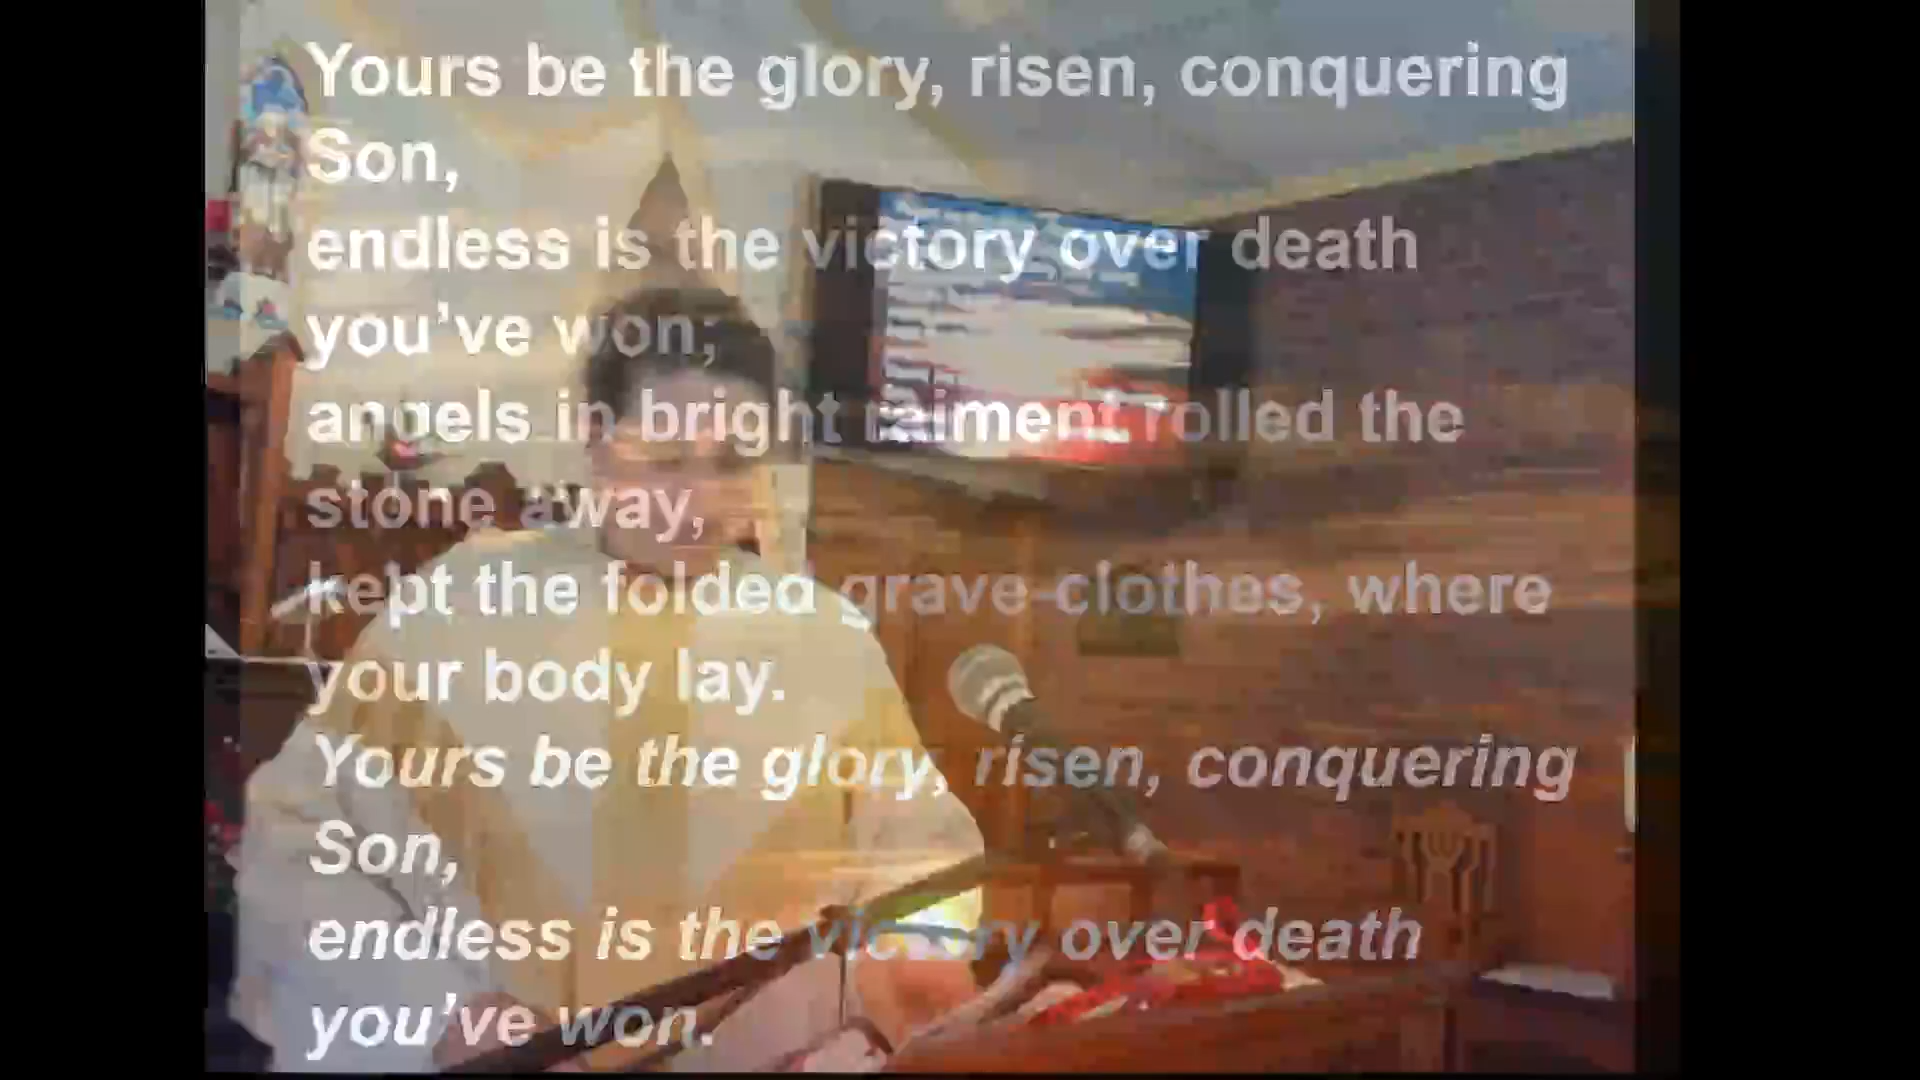 Yours be the glory, risen, conquering
Son,
endless is the victory over death
you've won;
angels in bright raiment rolled the
stone away,
kept the folded grave-clothes, where
your body lay.
Yours be the glory, risen, conquering
Son,
endless is the victory over death
you've won.